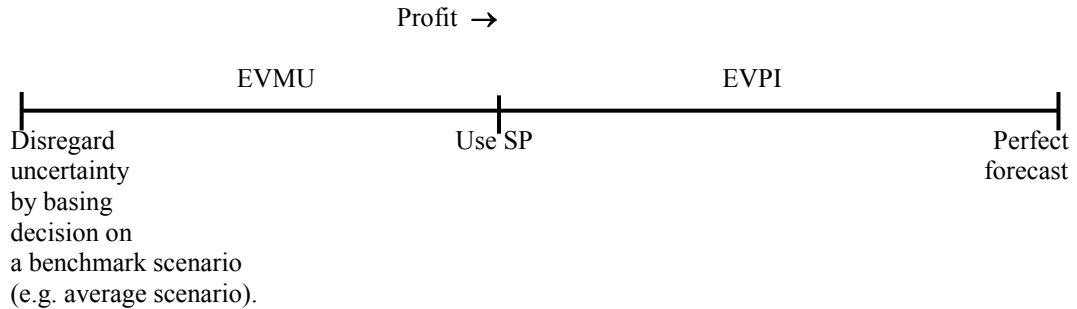 Profit →
EVMU EVPI
Disregard Use SP Perfect
uncertainty forecast
by basing
decision on
a benchmark scenario
(e.g. average scenario).